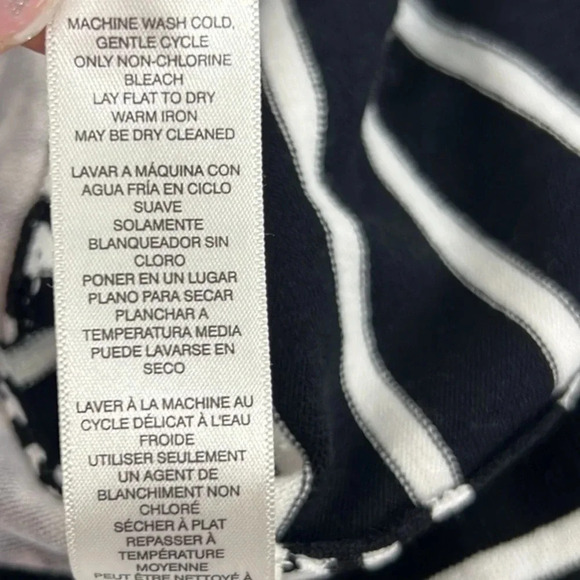 MACHINE WASH COLD,
GENTLE CYCLE
ONLY NON-CHLORINE
BLEACH
LAY FLAT TO DRY
WARM IRON
MAY BE DRY CLEANED
LAVAR A MÁQUINA CON
AGUA FRÍA EN CICLO
SUAVE
SOLAMENTE
BLANQUEADOR SIN
CLORO
PONER EN UN LUGAR
PLANO PARA SECAR
PLANCHAR A
TEMPERATURA MEDIA
PUEDE LAVARSE EN
SECO
LAVER À LA MACHINE AU
CYCLE DÉLICAT À L'EAU
FROIDE
UTILISER SEULEMENT
UN AGENT DE
BLANCHIMENT NON
CHLORÉ
SÉCHER À PLAT
REPASSER À
TEMPÉRATURE
MOYENNE
PEUT ÊTRE NETTOYÉ À